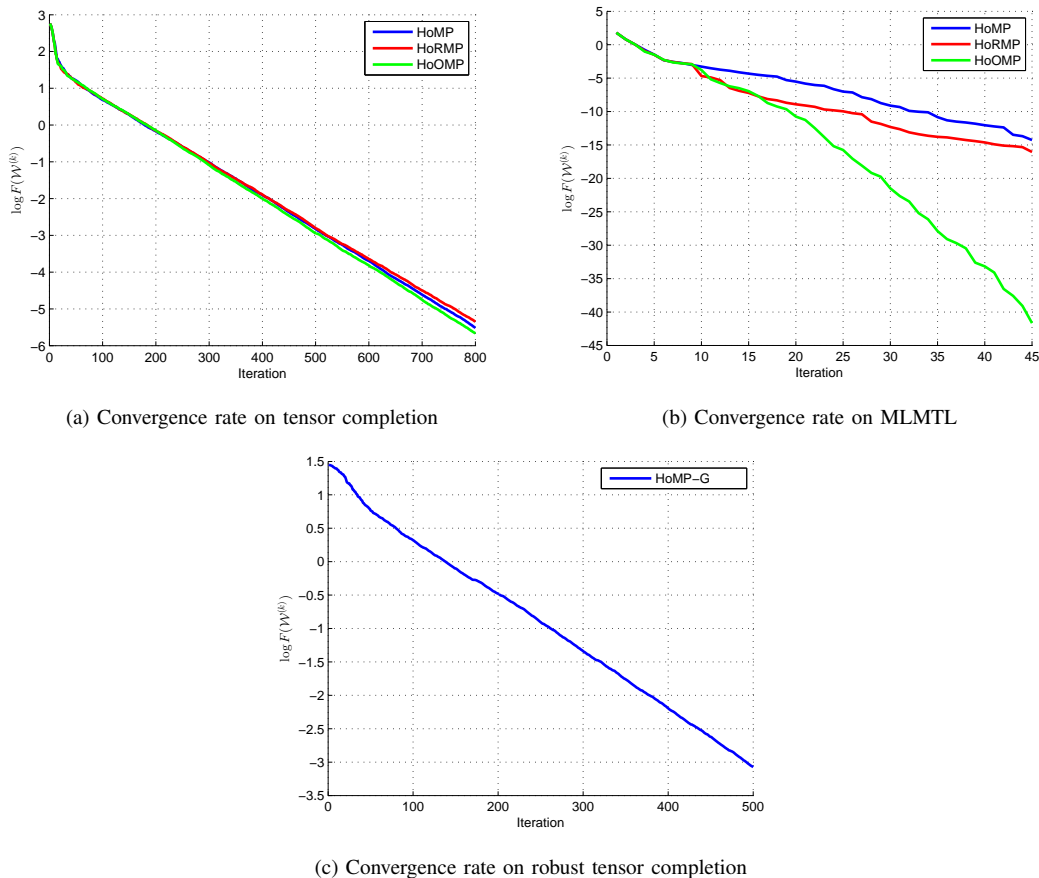 3
2
1
0
−1
−2
−3
−4
−5
−6
0 100 200 300 400 500 600 700 800
log F(𝒲^(k))
Iteration
HoMP
HoRMP
HoOMP
(a) Convergence rate on tensor completion
5
0
−5
−10
−15
−20
−25
−30
−35
−40
−45
0 5 10 15 20 25 30 35 40 45
log F(𝒲^(k))
Iteration
HoMP
HoRMP
HoOMP
(b) Convergence rate on MLMTL
1.5
1
0.5
0
−0.5
−1
−1.5
−2
−2.5
−3
−3.5
0 100 200 300 400 500
log F(𝒲^(k))
Iteration
HoMP−G
(c) Convergence rate on robust tensor completion